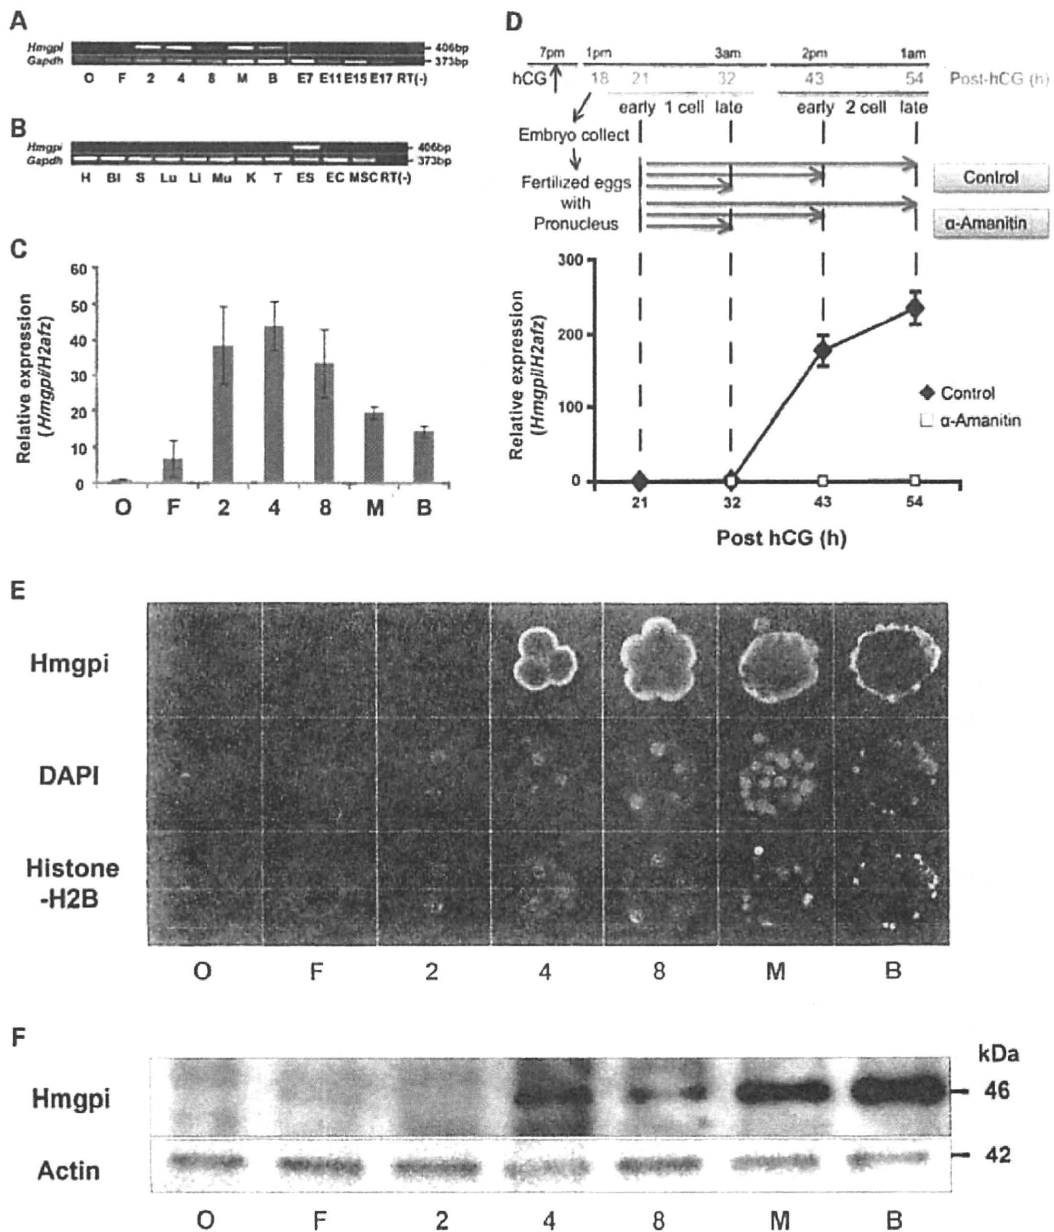 A
Hmgpi
406bp
Gapdh
373bp
O F 2 4 8 M B E7 E11 E15 E17 RT(-)
B
Hmgpi
406bp
Gapdh
373bp
H Bl S Lu Li Mu K T ES EC MSC RT(-)
C
Relative expression
(Hmgpi/H2afz)
60
50
40
30
20
10
0
O F 2 4 8 M B
D
7pm 1pm 3am 2pm 1am
hCG 18 21 32 43 54 Post-hCG (h)
early 1 cell late early 2 cell late
Embryo collect
Fertilized eggs
with
Pronucleus
Control
α-Amanitin
Relative expression
(Hmgpi/H2afz)
300
200
100
0
Control
α-Amanitin
21 32 43 54
Post hCG (h)
E
Hmgpi
DAPI
Histone
-H2B
O F 2 4 8 M B
F
kDa
Hmgpi
46
Actin
42
O F 2 4 8 M B